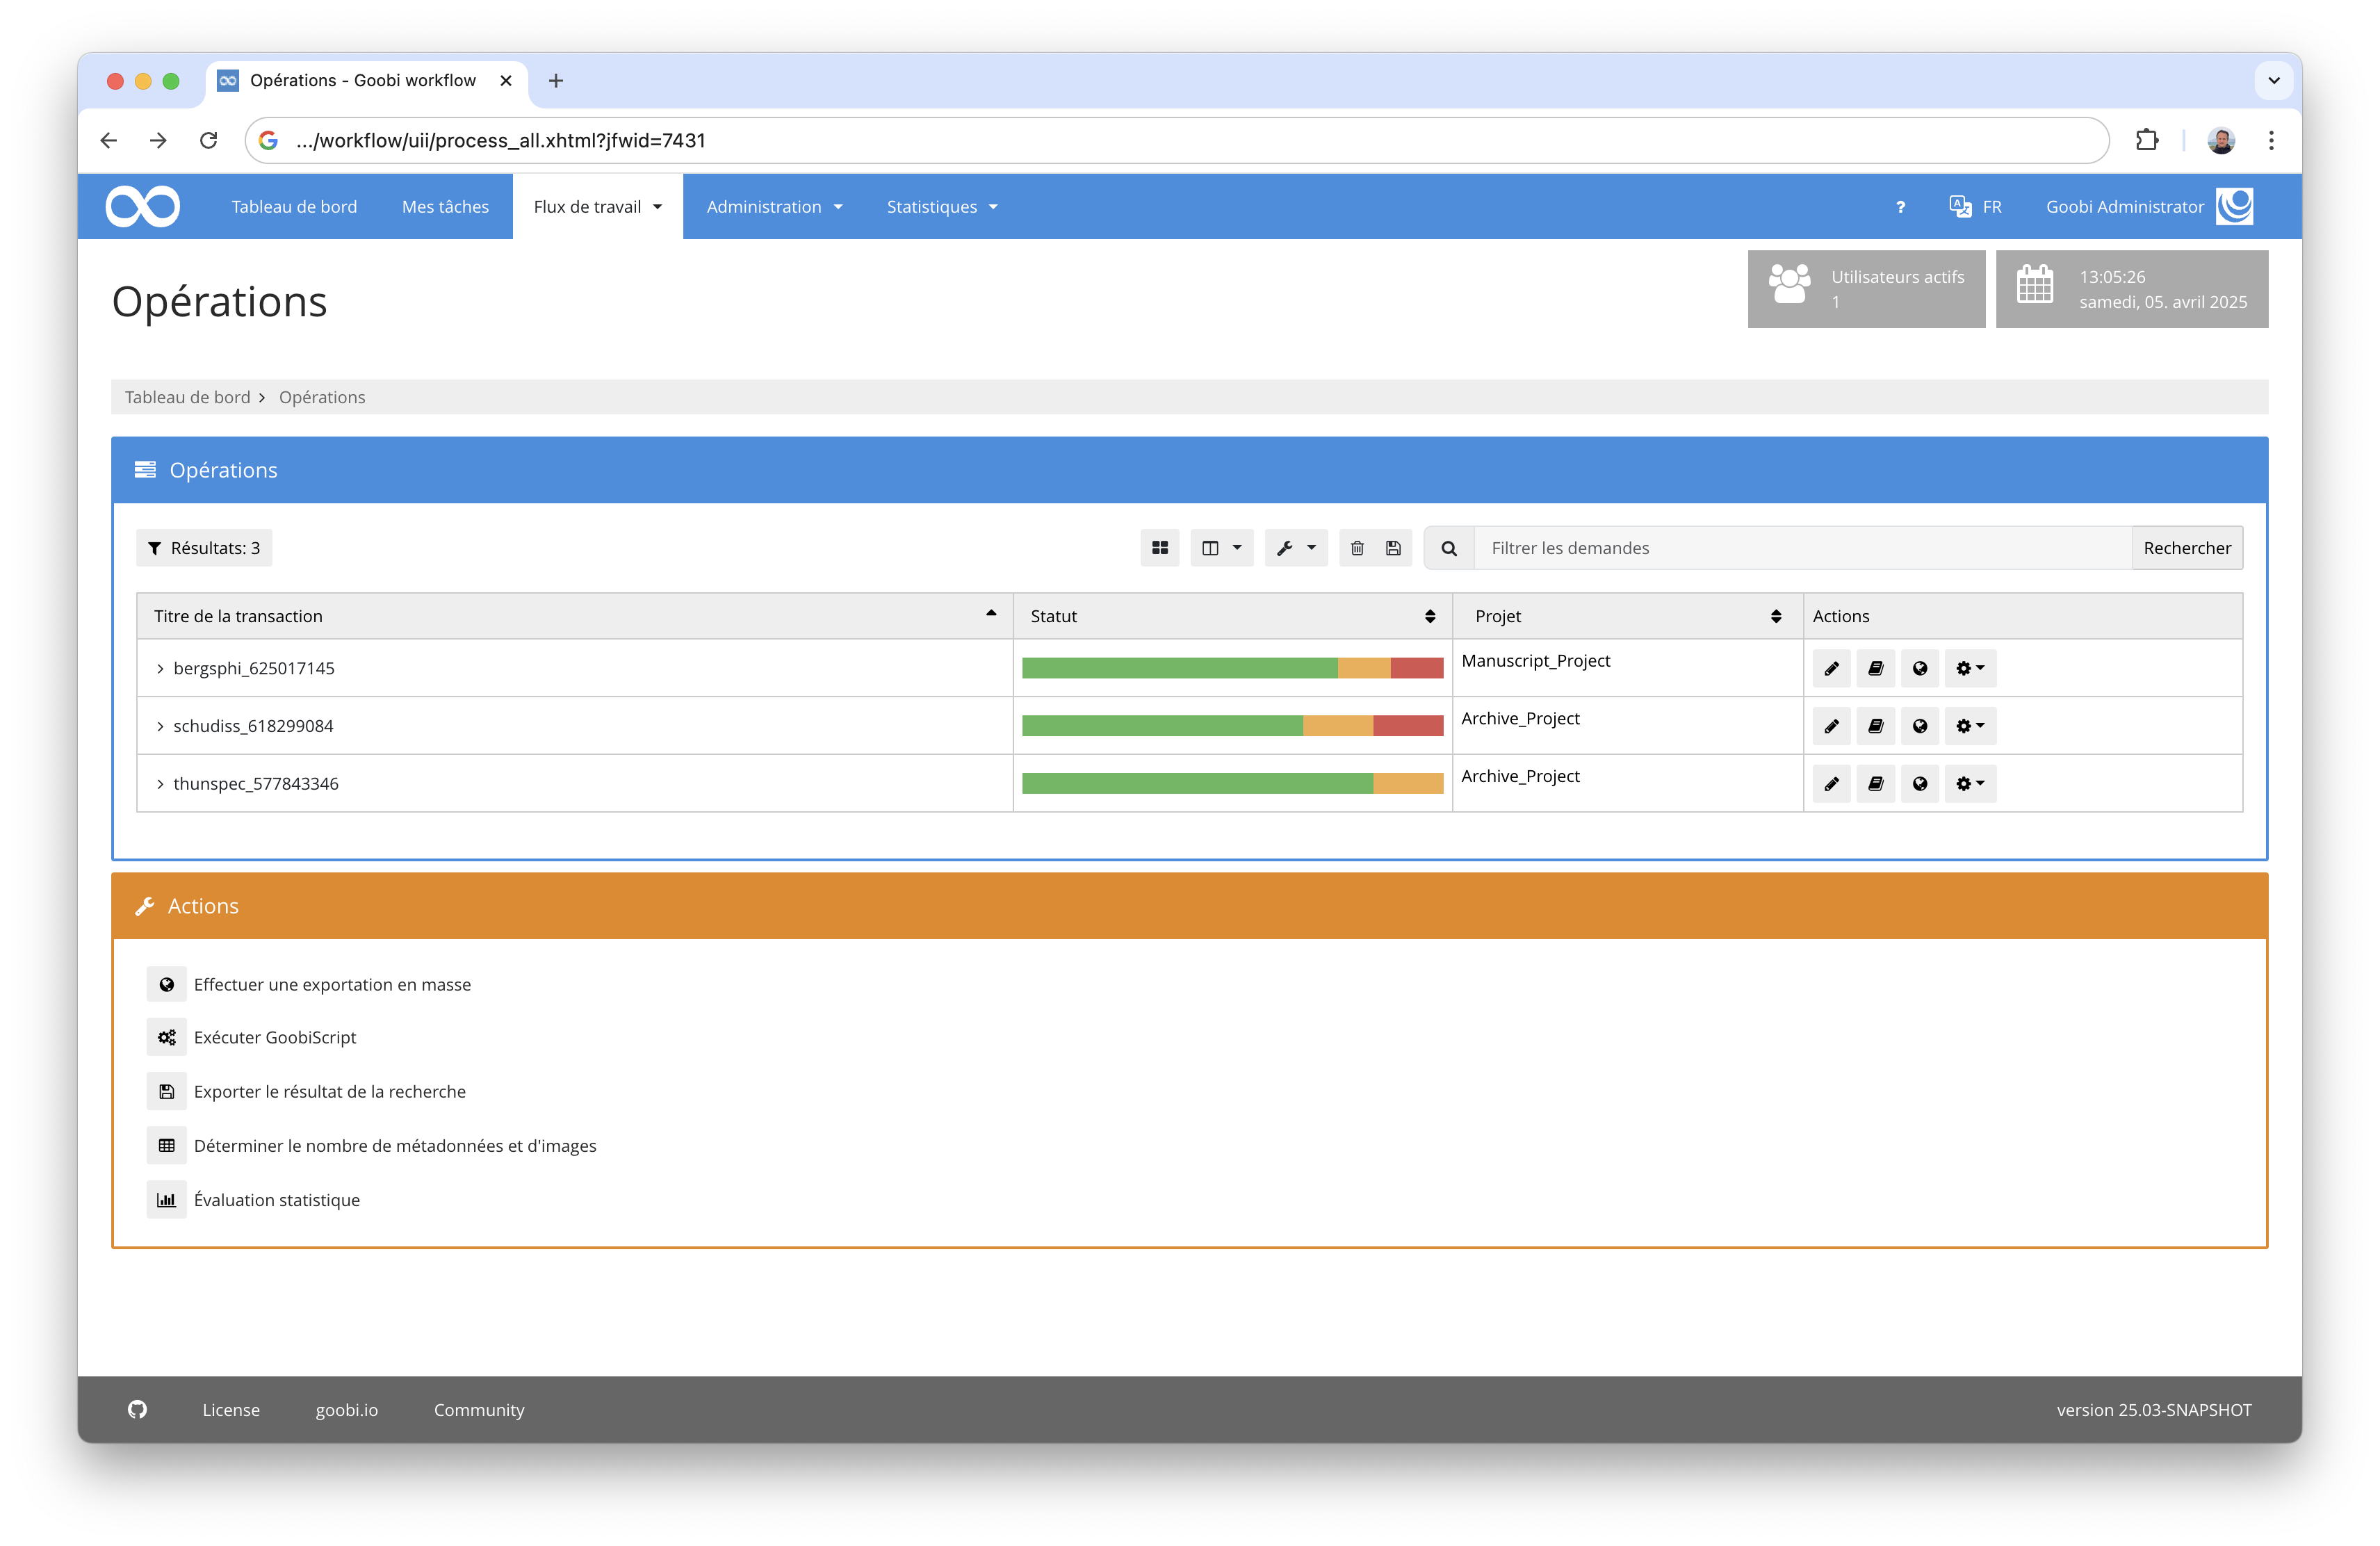 Opérations - Goobi workflow
.../workflow/uii/process_all.xhtml?jfwid=7431
Tableau de bord
Mes tâches
Flux de travail
Administration
Statistiques
?
FR
Goobi Administrator
Opérations
Utilisateurs actifs
1
13:05:26
samedi, 05. avril 2025
Tableau de bord
Opérations
Opérations
Résultats: 3
Filtrer les demandes
Rechercher
Titre de la transaction
Statut
Projet
Actions
bergsphi_625017145
Manuscript_Project
schudiss_618299084
Archive_Project
thunspec_577843346
Archive_Project
Actions
Effectuer une exportation en masse
Exécuter GoobiScript
Exporter le résultat de la recherche
Déterminer le nombre de métadonnées et d'images
Évaluation statistique
License
goobi.io
Community
version 25.03-SNAPSHOT